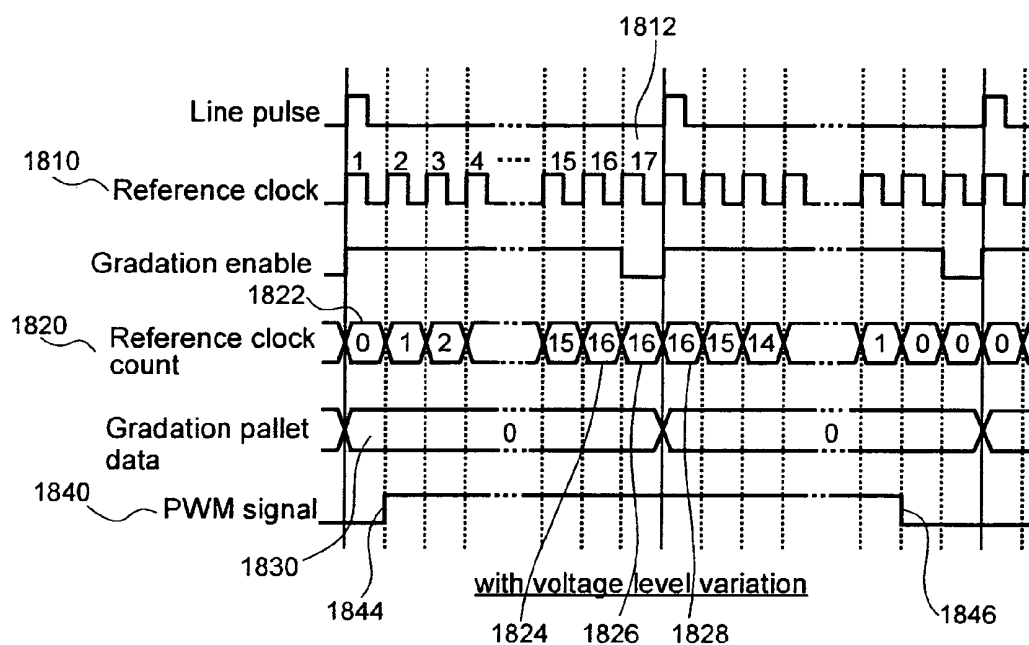 1812
Line pulse
1 2 3 4 ···· 15 16 17
1810 Reference clock
Gradation enable
1822
1820 Reference clock count
0 1 2 15 16 16 16 15 14 1 0 0 0
Gradation pallet data
0 0
1840 PWM signal
1830
1844
with voltage level variation
1846
1824 1826 1828